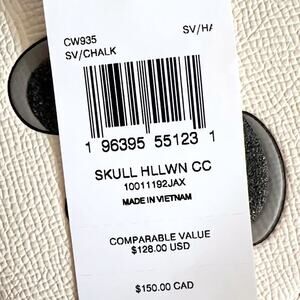 CW935 SV/HA
SV/CHALK
1 96395 55123 1
SKULL HLLWN CC
10011192JAX
MADE IN VIETNAM
COMPARABLE VALUE
$128.00 USD
$150.00 CAD